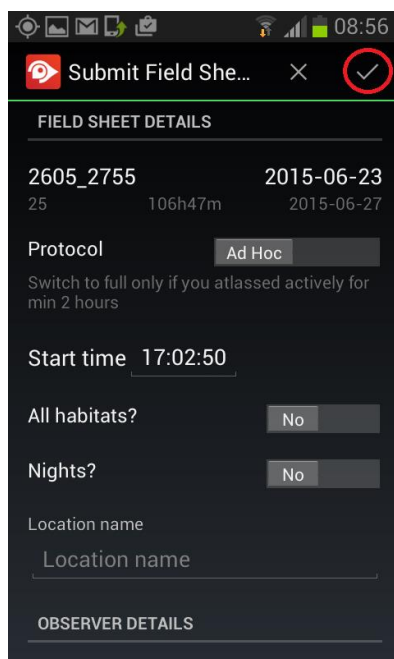 08:56
Submit Field She...
FIELD SHEET DETAILS
2605_2755 2015-06-23
25 106h47m 2015-06-27
Protocol Ad Hoc
Switch to full only if you atlassed actively for
min 2 hours
Start time 17:02:50
All habitats? No
Nights? No
Location name
Location name
OBSERVER DETAILS